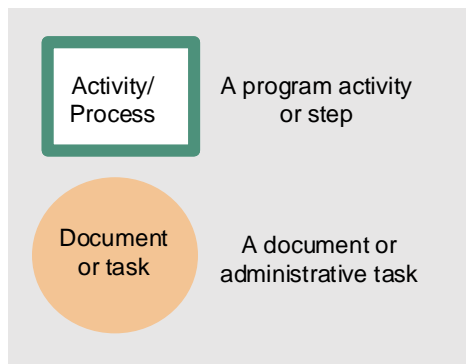 Activity/
Process
A program activity
or step
Document
or task
A document or
administrative task